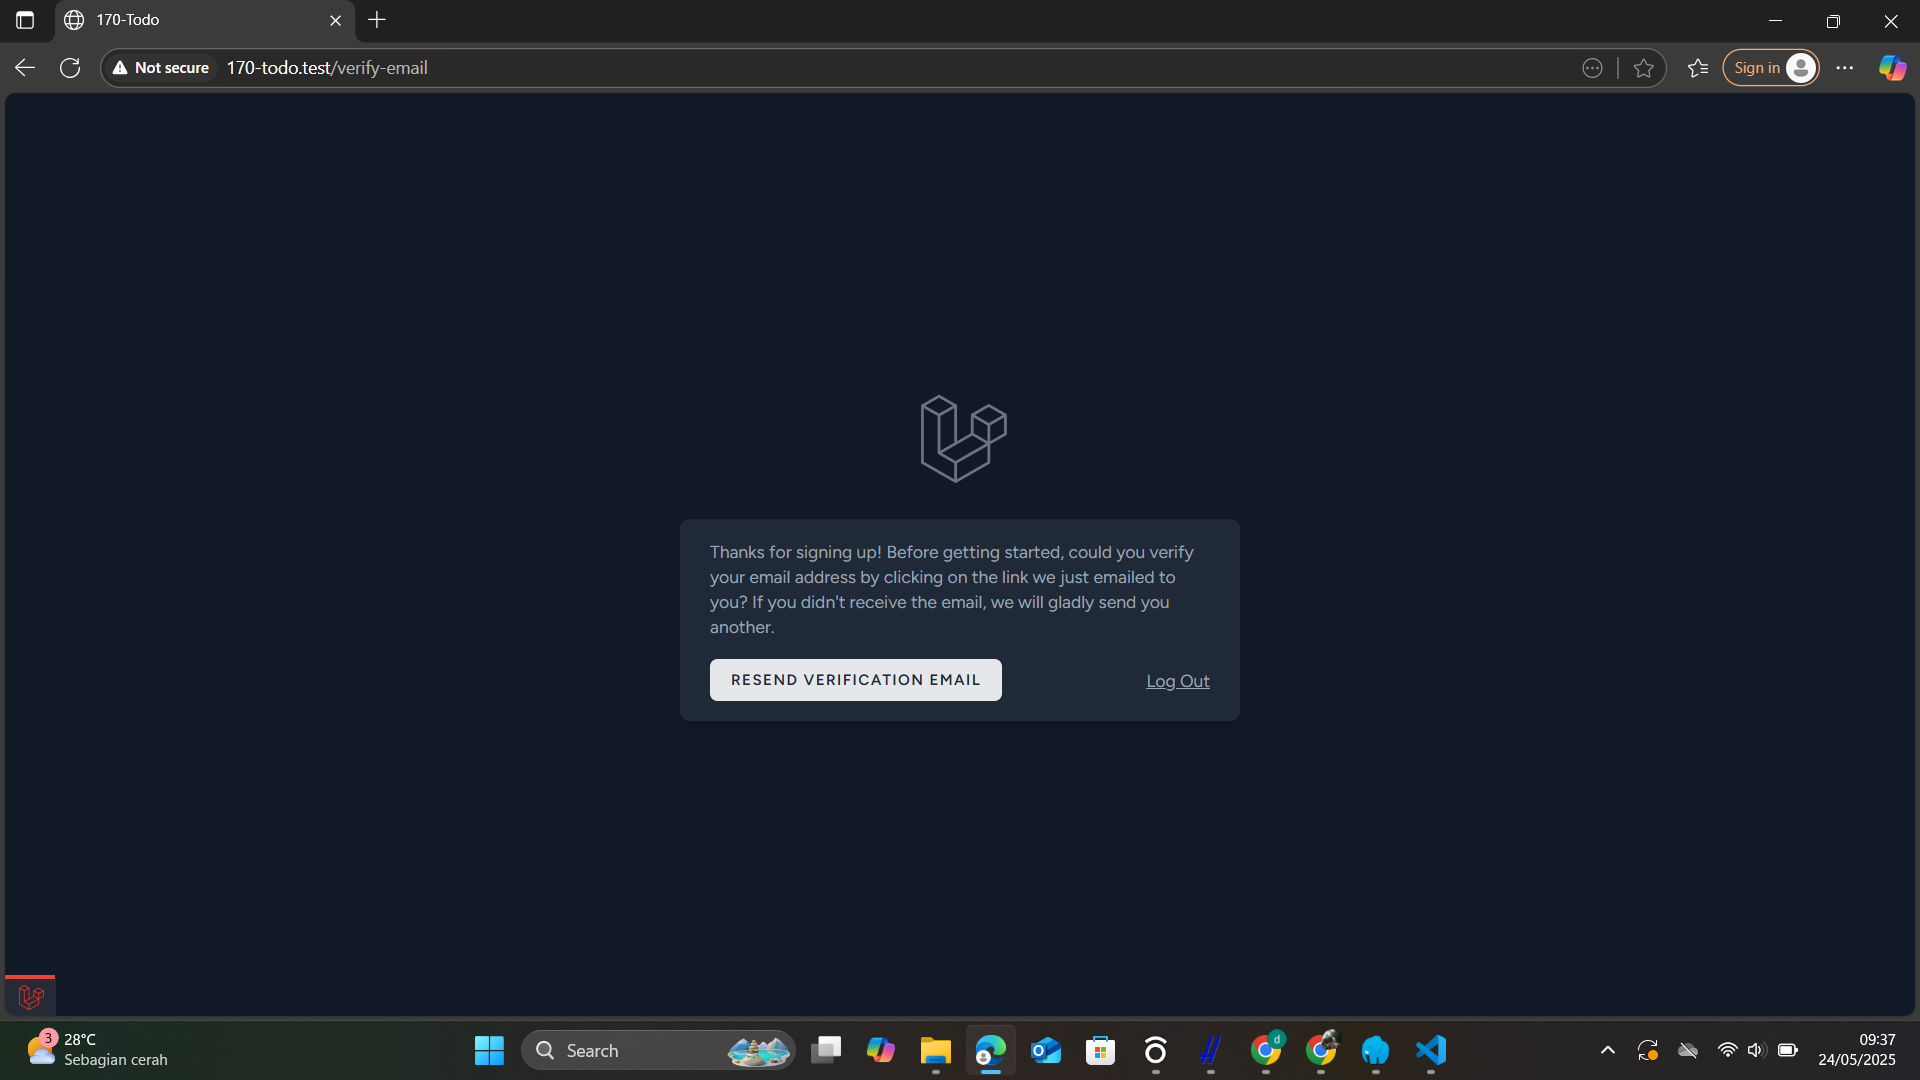 170-Todo
Not secure
170-todo.test/verify-email
Sign in
Thanks for signing up! Before getting started, could you verify
your email address by clicking on the link we just emailed to
you? If you didn't receive the email, we will gladly send you
another.
RESEND VERIFICATION EMAIL
Log Out
3
28°C
Sebagian cerah
Search
d
09:37
24/05/2025